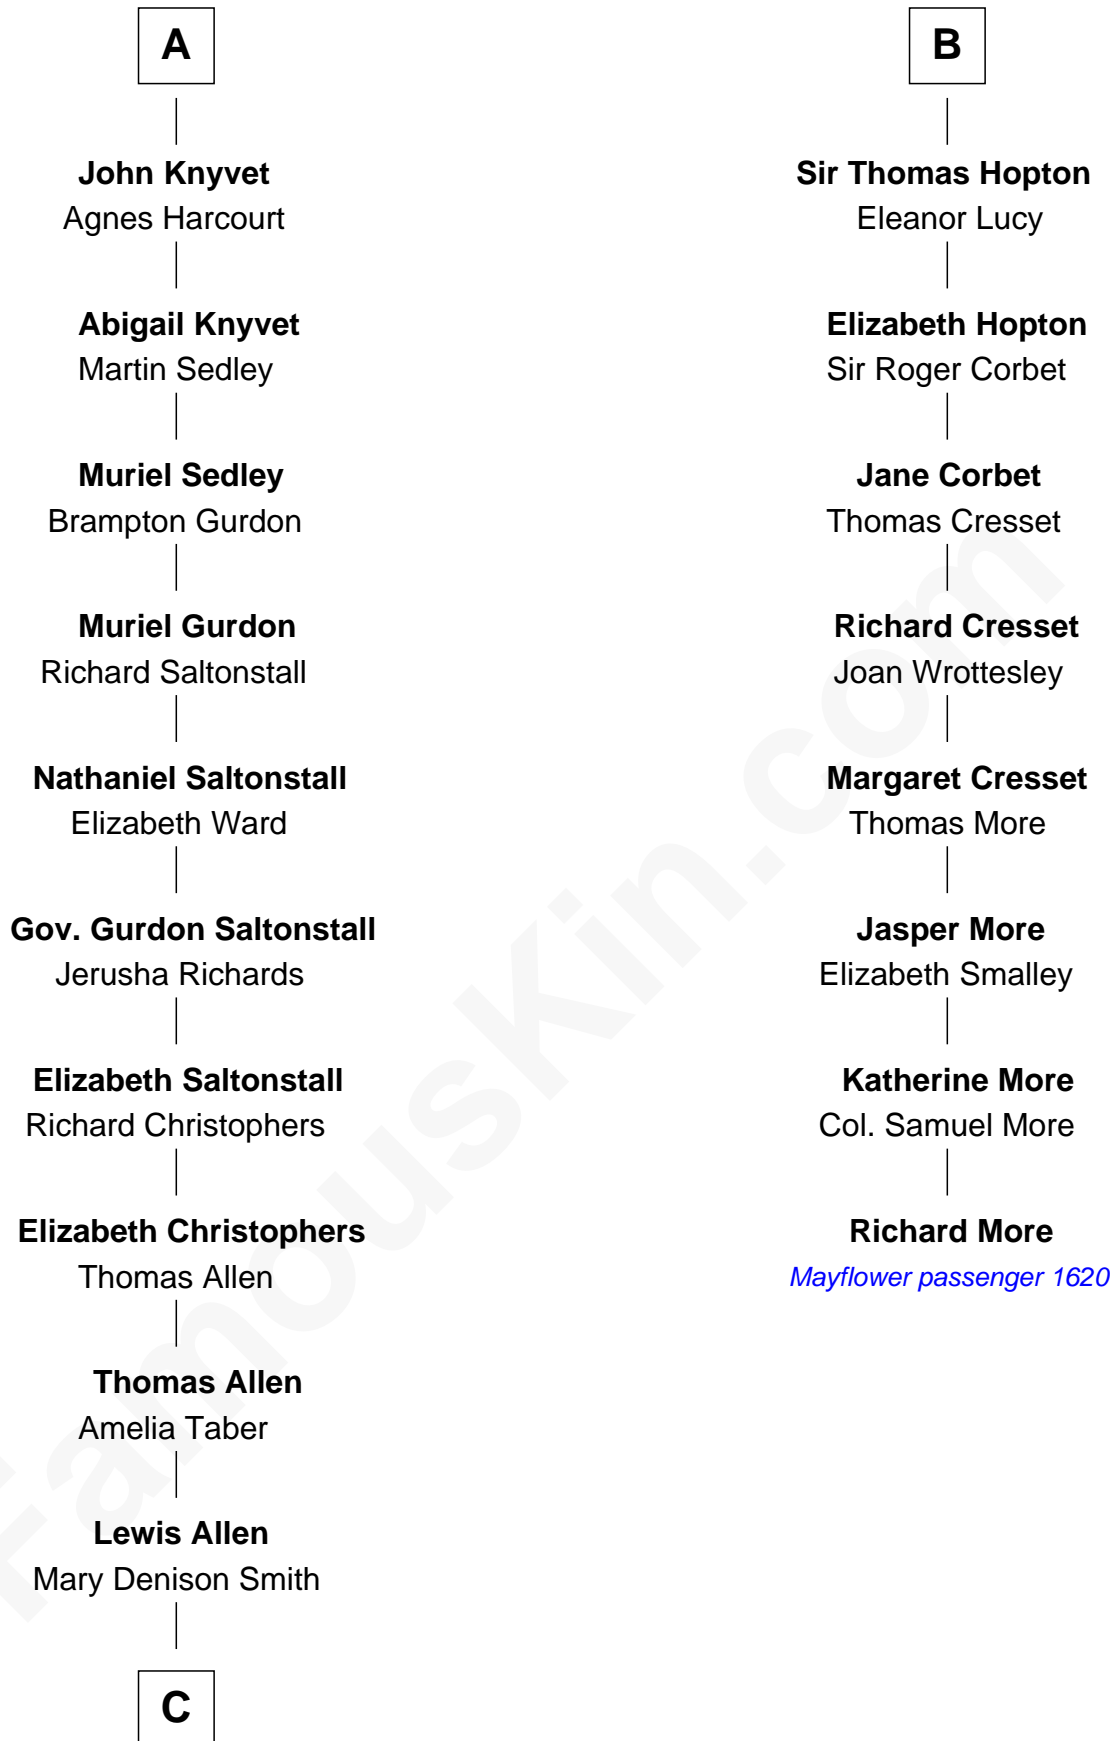 A
John Knyvet
Agnes Harcourt
Abigail Knyvet
Martin Sedley
Muriel Sedley
Brampton Gurdon
Muriel Gurdon
Richard Saltonstall
Nathaniel Saltonstall
Elizabeth Ward
Gov. Gurdon Saltonstall
Jerusha Richards
Elizabeth Saltonstall
Richard Christophers
Elizabeth Christophers
Thomas Allen
Thomas Allen
Amelia Taber
Lewis Allen
Mary Denison Smith
C
B
Sir Thomas Hopton
Eleanor Lucy
Elizabeth Hopton
Sir Roger Corbet
Jane Corbet
Thomas Cresset
Richard Cresset
Joan Wrottesley
Margaret Cresset
Thomas More
Jasper More
Elizabeth Smalley
Katherine More
Col. Samuel More
Richard More
Mayflower passenger 1620
FamousKin.com